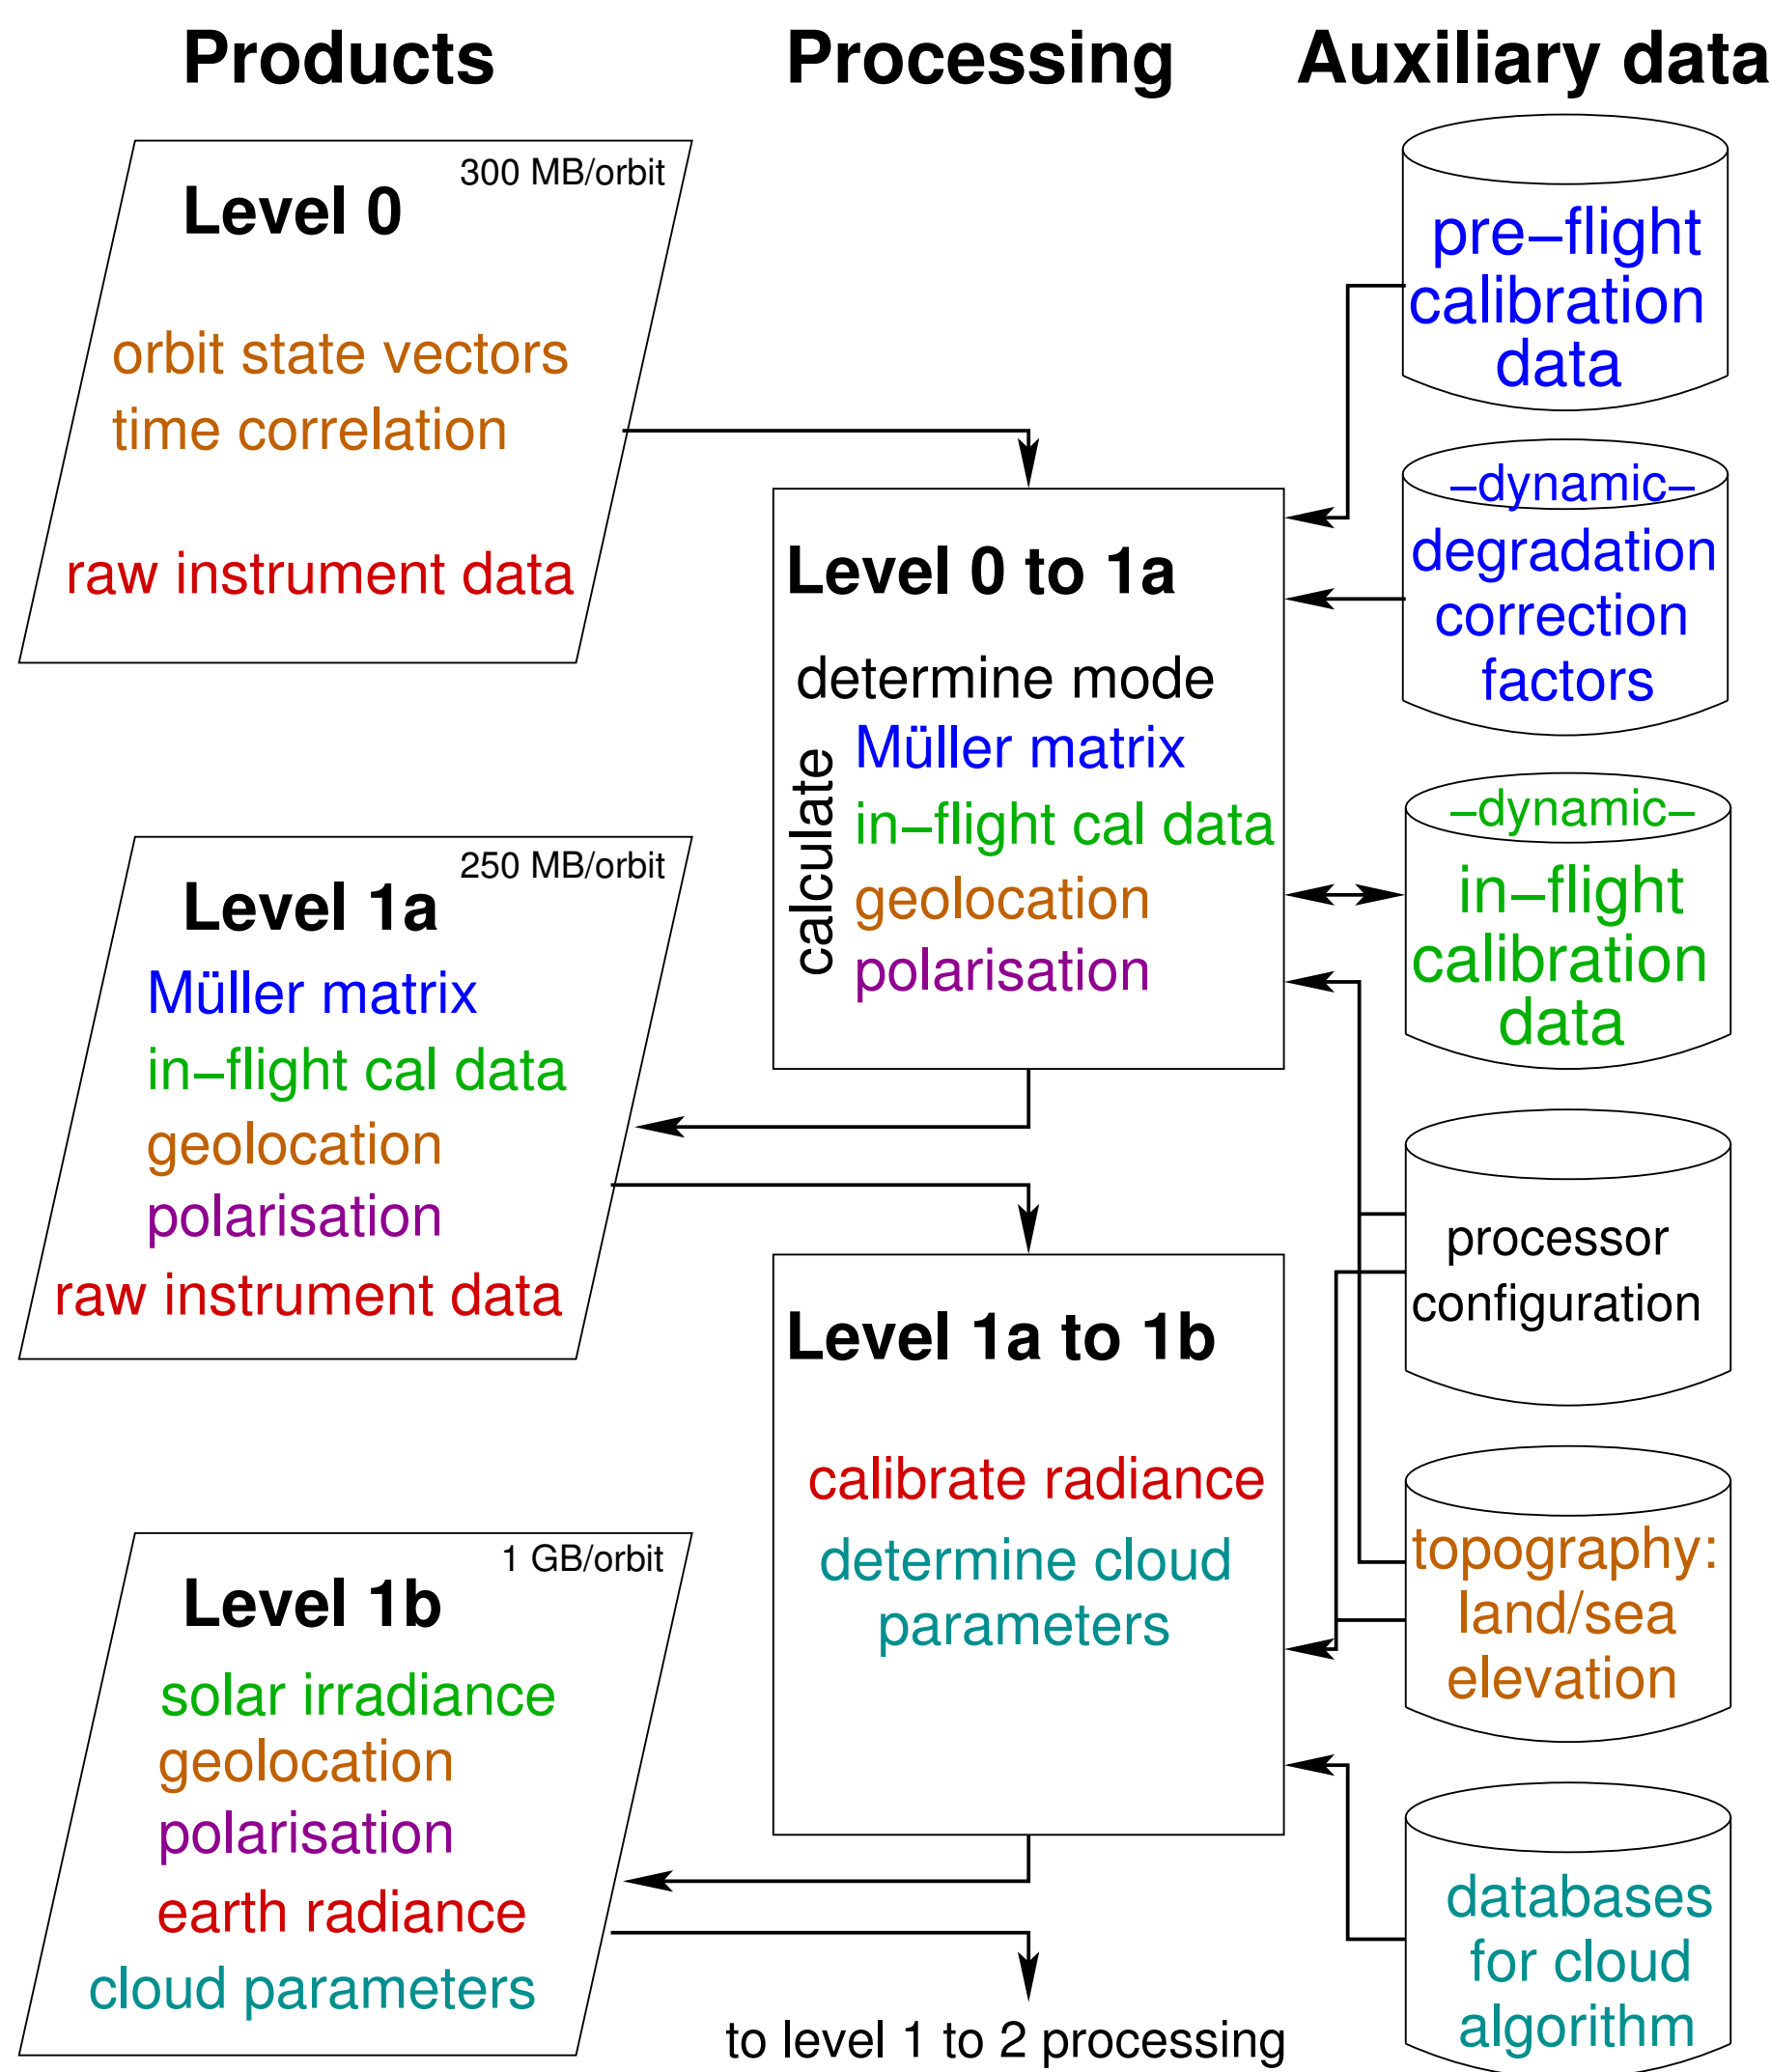 Products
Processing
Auxiliary data
300 MB/orbit
Level 0
orbit state vectors
time correlation
raw instrument data
250 MB/orbit
Level 1a
Müller matrix
in–flight cal data
geolocation
polarisation
raw instrument data
1 GB/orbit
Level 1b
solar irradiance
geolocation
polarisation
earth radiance
cloud parameters
Level 0 to 1a
determine mode
calculate
Müller matrix
in–flight cal data
geolocation
polarisation
Level 1a to 1b
calibrate radiance
determine cloud
parameters
to level 1 to 2 processing
pre–flight
calibration
data
–dynamic–
degradation
correction
factors
–dynamic–
in–flight
calibration
data
processor
configuration
topography:
land/sea
elevation
databases
for cloud
algorithm